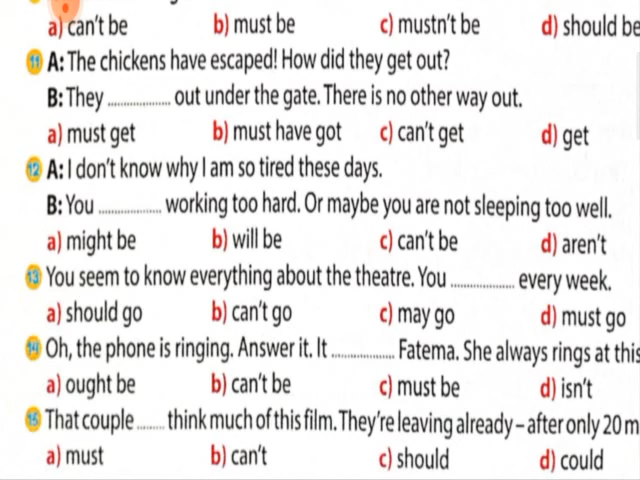 a) can't be b) must be c) mustn't be d) should be
11 A: The chickens have escaped! How did they get out?
B: They .................. out under the gate. There is no other way out.
a) must get b) must have got c) can't get d) get
12 A: I don't know why I am so tired these days.
B: You .................. working too hard. Or maybe you are not sleeping too well.
a) might be b) will be c) can't be d) aren't
13 You seem to know everything about the theatre. You .................. every week.
a) should go b) can't go c) may go d) must go
14 Oh, the phone is ringing. Answer it. It .................. Fatema. She always rings at this
a) ought be b) can't be c) must be d) isn't
15 That couple ........ think much of this film. They're leaving already – after only 20 m
a) must b) can't c) should d) could